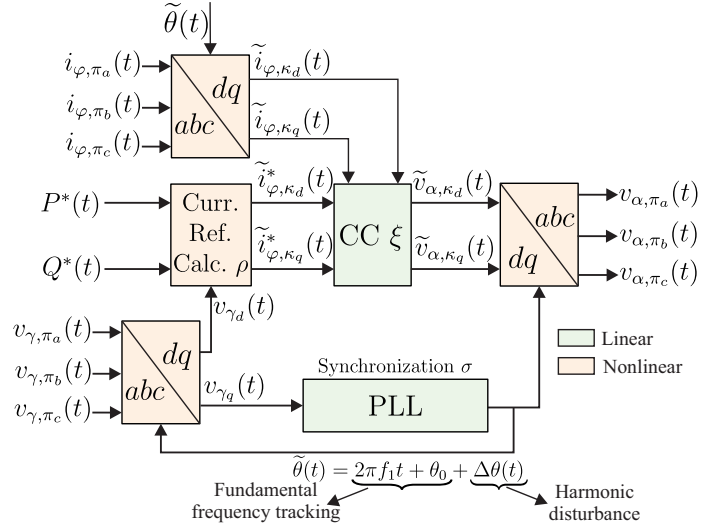 θ̃(t)
i_{φ,π_a}(t)
i_{φ,π_b}(t)
i_{φ,π_c}(t)
dq
abc
ĩ_{φ,κ_d}(t)
ĩ_{φ,κ_q}(t)
P*(t)
Q*(t)
Curr.
Ref.
Calc. ρ
ĩ*_{φ,κ_d}(t)
ĩ*_{φ,κ_q}(t)
CC ξ
ṽ_{α,κ_d}(t)
ṽ_{α,κ_q}(t)
abc
dq
v_{α,π_a}(t)
v_{α,π_b}(t)
v_{α,π_c}(t)
v_{γ,π_a}(t)
v_{γ,π_b}(t)
v_{γ,π_c}(t)
dq
abc
v_{γ_d}(t)
v_{γ_q}(t)
Synchronization σ
PLL
Linear
Nonlinear
θ̃(t) = 2πf₁t + θ₀ + Δθ(t)
Fundamental
frequency tracking
Harmonic
disturbance